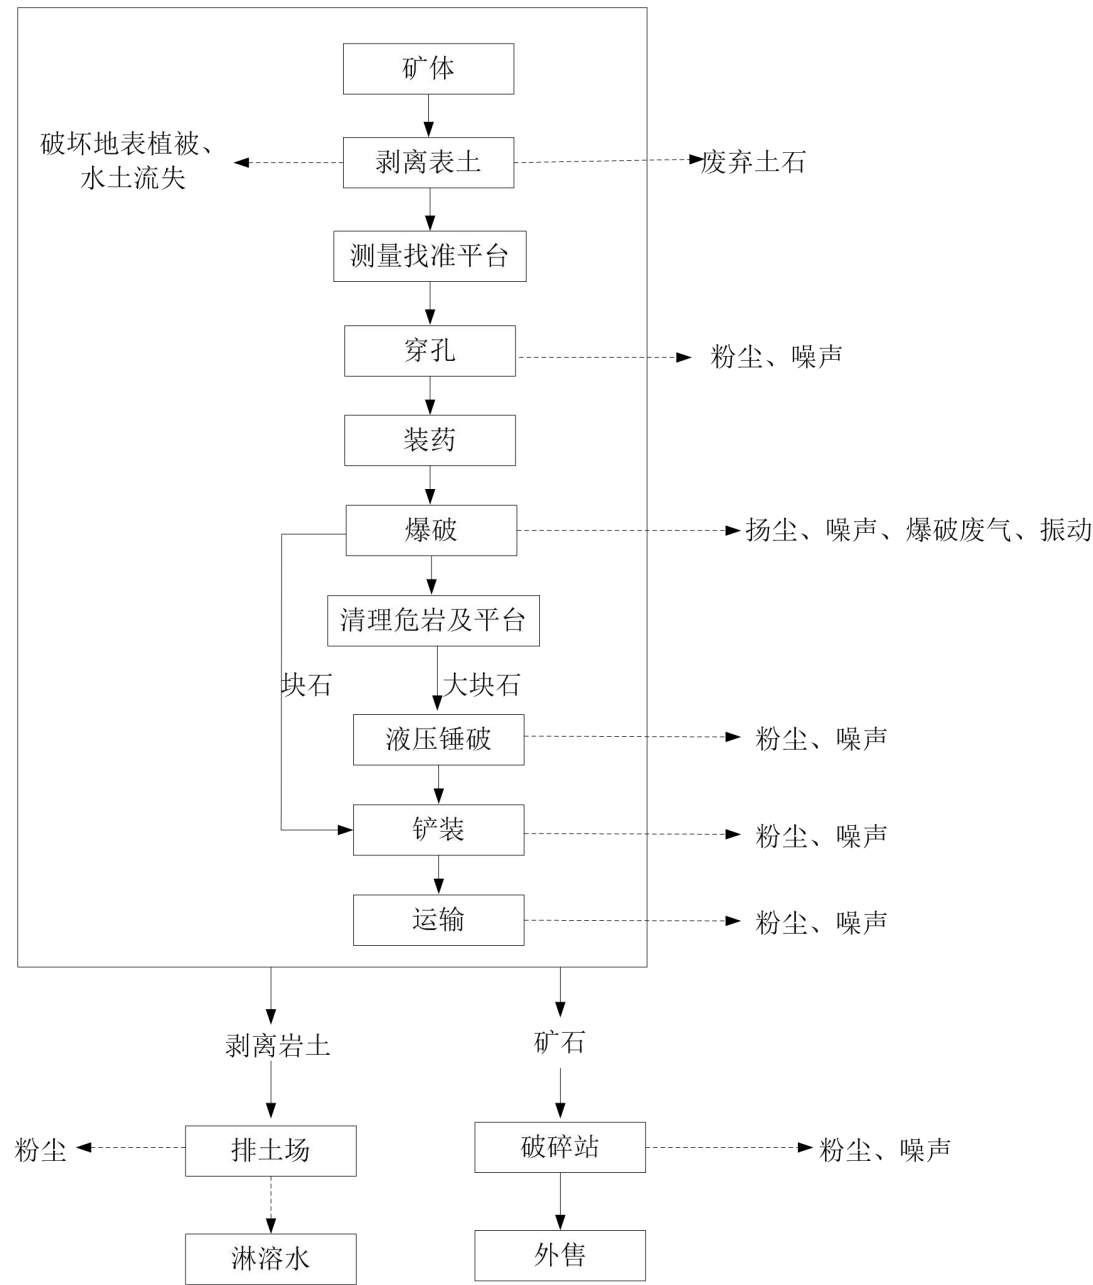 矿体
破坏地表植被、
水土流失
剥离表土
废弃土石
测量找准平台
穿孔
粉尘、噪声
装药
爆破
扬尘、噪声、爆破废气、振动
清理危岩及平台
块石
大块石
液压锤破
粉尘、噪声
铲装
粉尘、噪声
运输
粉尘、噪声
剥离岩土
矿石
粉尘
排土场
破碎站
粉尘、噪声
淋溶水
外售